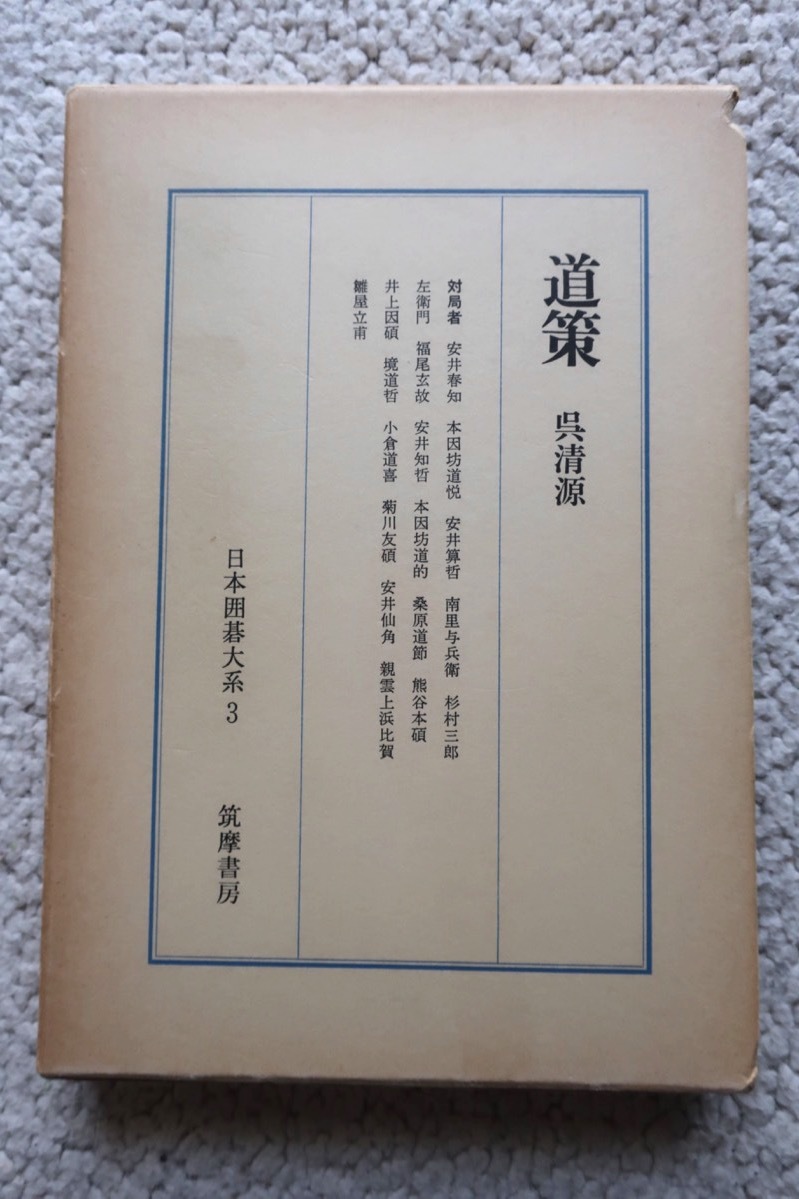 道策 呉清源
対局者 安井春知 本因坊道悦 安井算哲 南里与兵衛 杉村三郎
左衛門 福尾玄故 安井知哲 本因坊道的 桑原道節 熊谷本碩
井上因碩 境道哲 小倉道喜 菊川友碩 安井仙角 親雲上浜比賀
雛屋立甫
日本囲碁大系3 筑摩書房